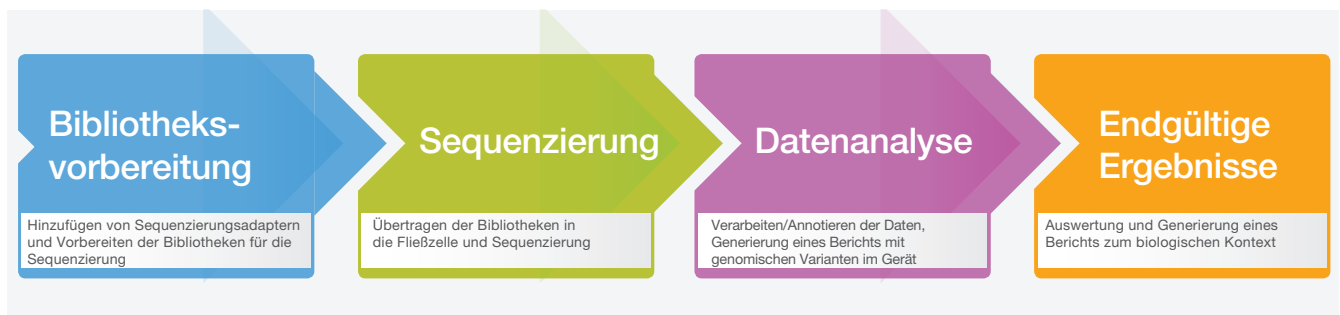 Bibliotheks-
vorbereitung
Hinzufügen von Sequenzierungsadaptern
und Vorbereiten der Bibliotheken für die
Sequenzierung
Sequenzierung
Übertragen der Bibliotheken in
die Fließzelle und Sequenzierung
Datenanalyse
Verarbeiten/Annotieren der Daten,
Generierung eines Berichts mit
genomischen Varianten im Gerät
Endgültige
Ergebnisse
Auswertung und Generierung eines
Berichts zum biologischen Kontext